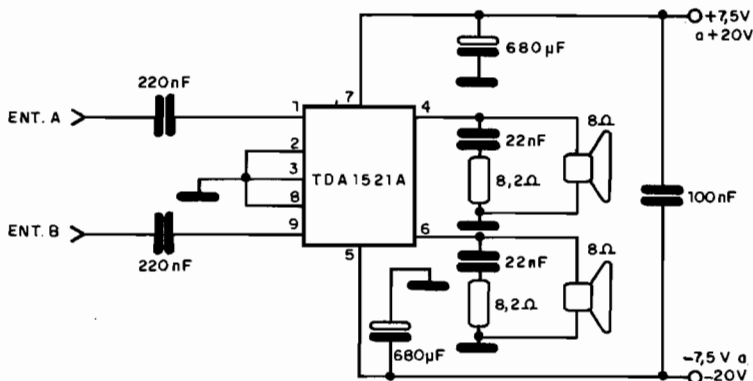 +7,5V
a +20V
680µF
220nF
7
ENT. A
1
4
8Ω
2
22nF
3
TDA1521A
8,2Ω
8
100nF
ENT. B
9
6
8Ω
220nF
5
22nF
8,2Ω
680µF
-7,5V a
-20V